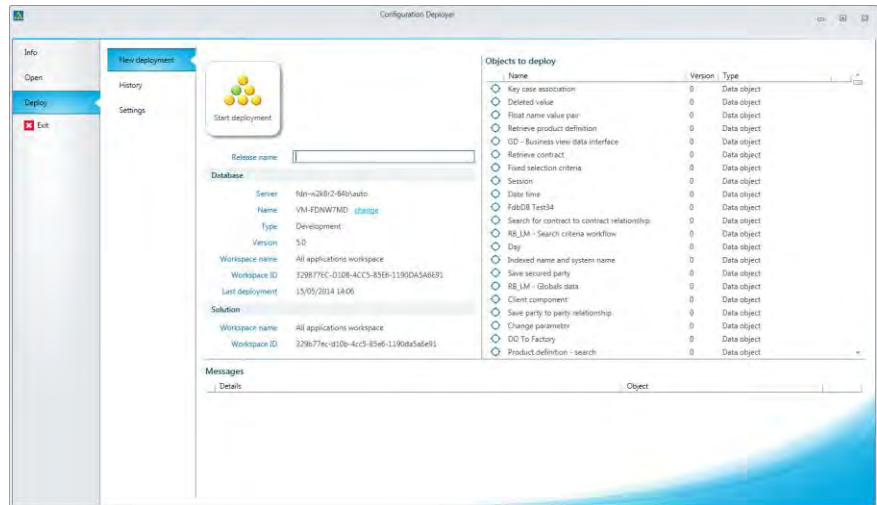 Configuration Deployer
Info
Open
Deploy
Exit
New deployment
History
Settings
Start deployment
Release name
Database
Server fdn-w2k8r2-64b\auto
Name VM-FDNW7MD change
Type Development
Version 5.0
Workspace name All applications workspace
Workspace ID 329B77EC-D10B-4CC5-85E6-1190DA5A6E91
Last deployment 15/05/2014 14:06
Solution
Workspace name All applications workspace
Workspace ID 329b77ec-d10b-4cc5-85e6-1190da5a6e91
Objects to deploy
Name Version Type
Key case association 0 Data object
Deleted value 0 Data object
Float name value pair 0 Data object
Retrieve product definition 0 Data object
GD - Business view data interface 0 Data object
Retrieve contract 0 Data object
Fixed selection criteria 0 Data object
Session 0 Data object
Date time 0 Data object
FdbDB Test34 0 Data object
Search for contract to contract relationship 0 Data object
RB_LM - Search criteria workflow 0 Data object
Day 0 Data object
Indexed name and system name 0 Data object
Save secured party 0 Data object
RB_LM - Globals data 0 Data object
Client component 0 Data object
Save party to party relationship 0 Data object
Change parameter 0 Data object
DO To Factory 0 Data object
Product definition - search 0 Data object
Messages
Details Object